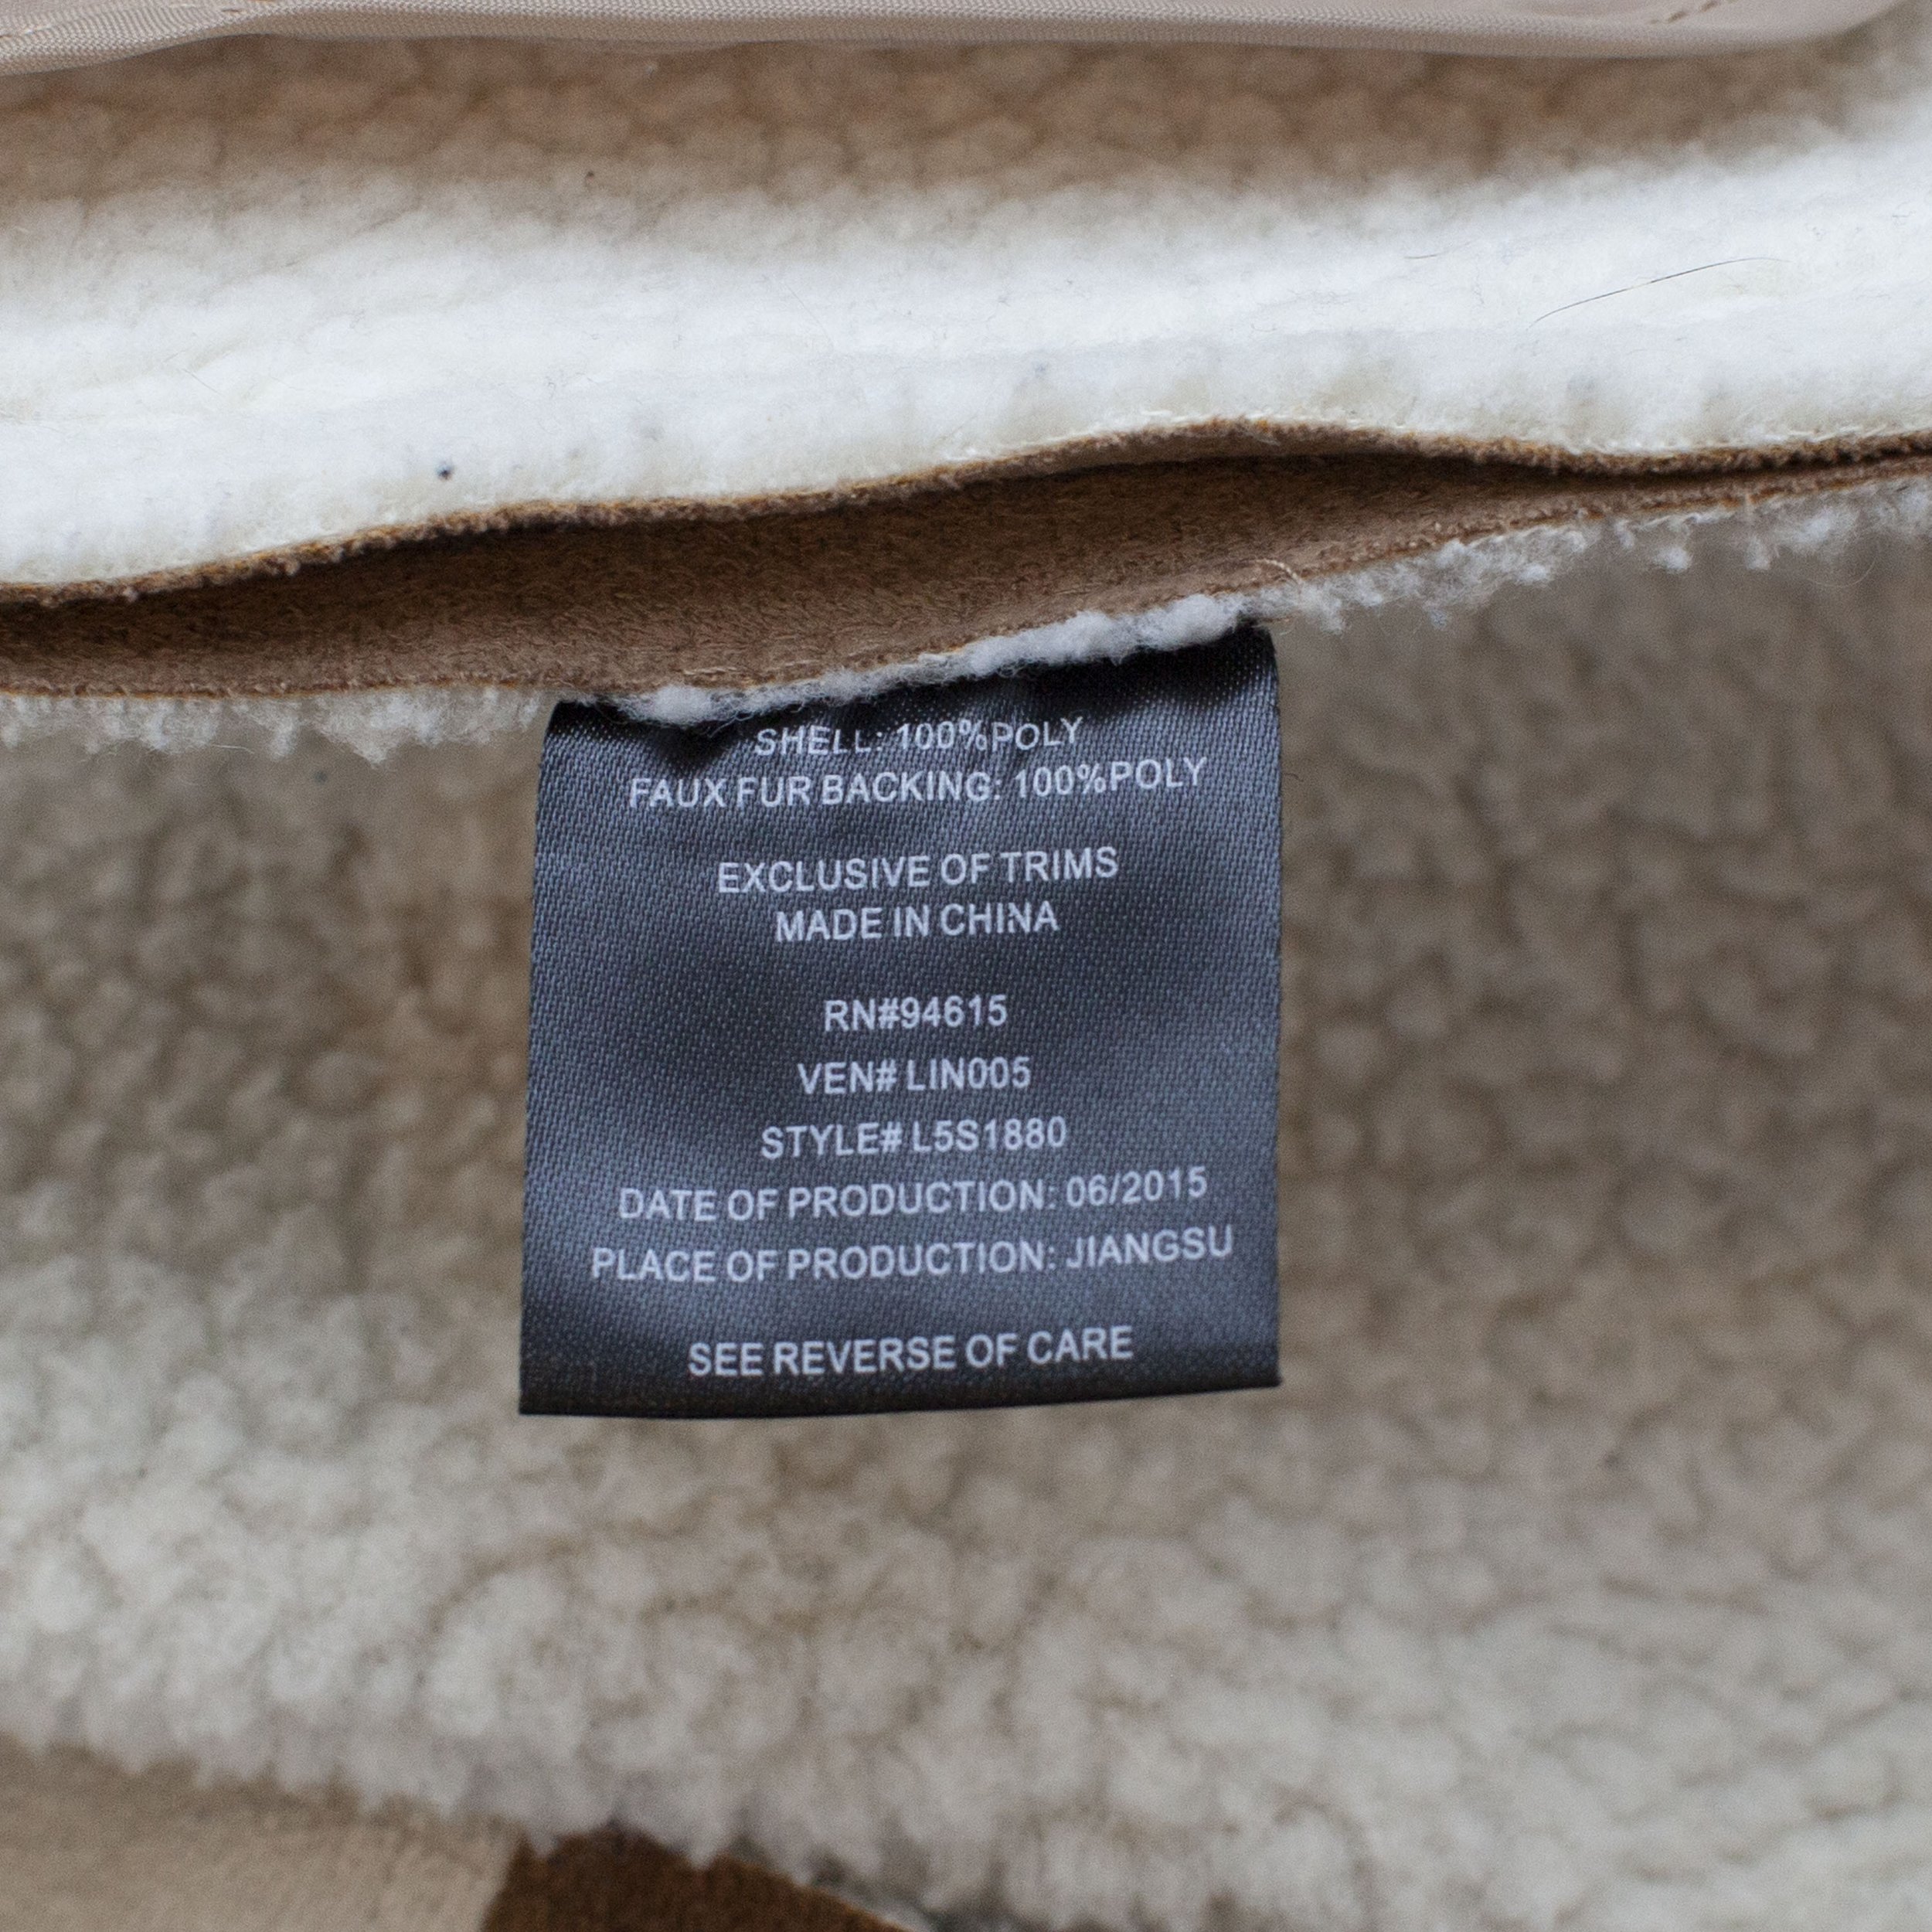 SHELL: 100%POLY
FAUX FUR BACKING: 100%POLY
EXCLUSIVE OF TRIMS
MADE IN CHINA
RN#94615
VEN# LIN005
STYLE# L5S1880
DATE OF PRODUCTION: 06/2015
PLACE OF PRODUCTION: JIANGSU
SEE REVERSE OF CARE